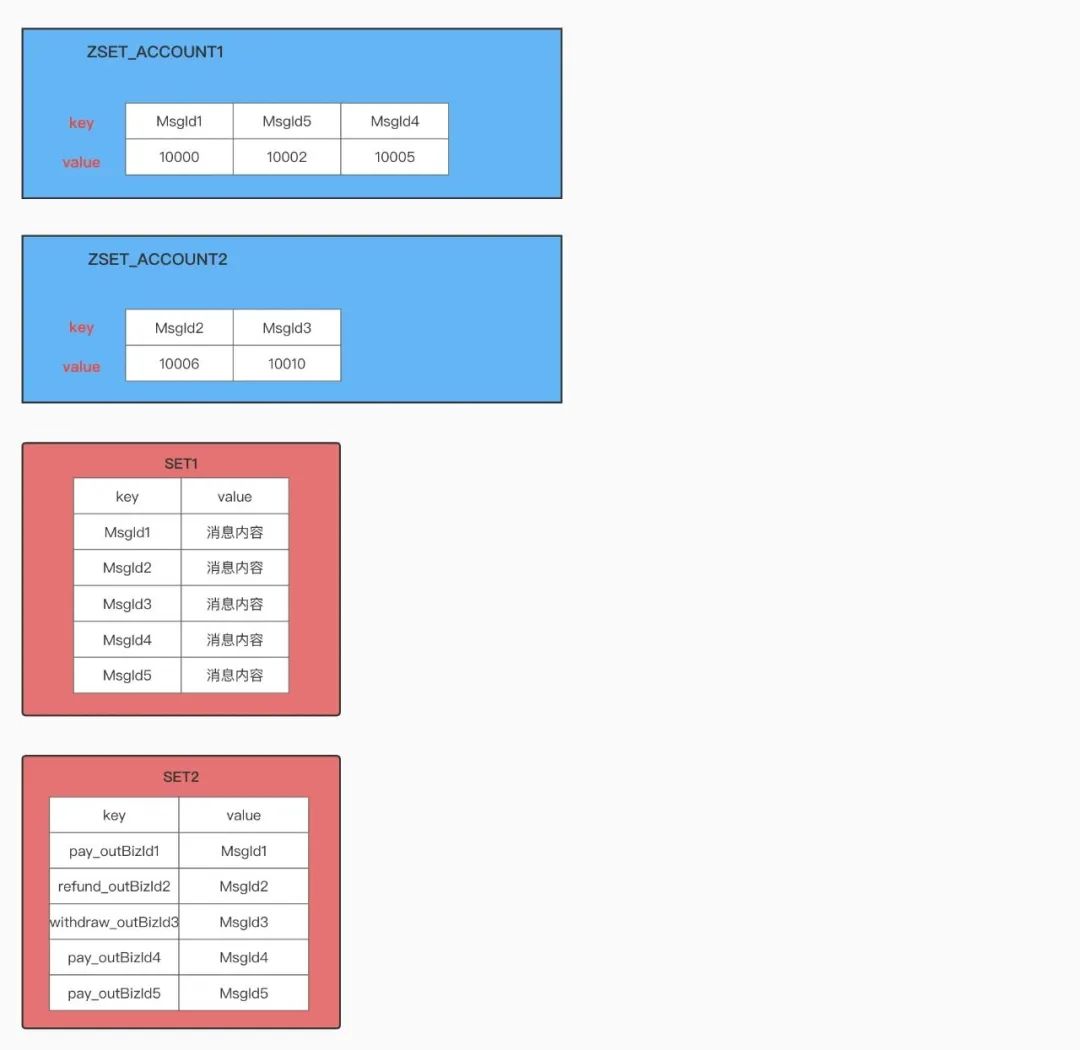 ZSET_ACCOUNT1
key MsgId1 MsgId5 MsgId4
value 10000 10002 10005
ZSET_ACCOUNT2
key MsgId2 MsgId3
value 10006 10010
SET1
key value
MsgId1 消息内容
MsgId2 消息内容
MsgId3 消息内容
MsgId4 消息内容
MsgId5 消息内容
SET2
key value
pay_outBizId1 MsgId1
refund_outBizId2 MsgId2
withdraw_outBizId3 MsgId3
pay_outBizId4 MsgId4
pay_outBizId5 MsgId5